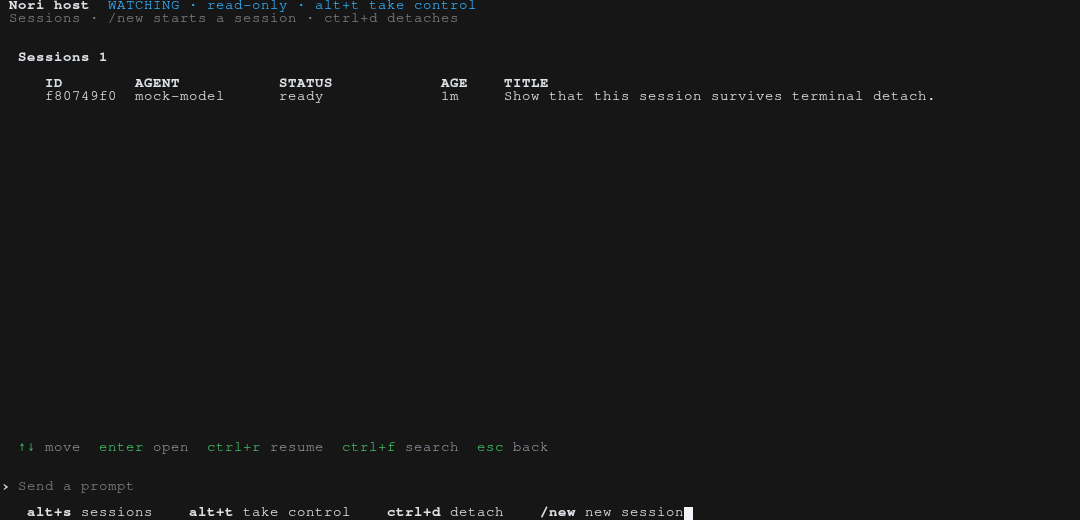 Nori host  WATCHING · read-only · alt+t take control
Sessions · /new starts a session · ctrl+d detaches
Sessions 1
ID  AGENT  STATUS  AGE  TITLE
f80749f0  mock-model  ready  1m  Show that this session survives terminal detach.
↑↓ move  enter open  ctrl+r resume  ctrl+f search  esc back
› Send a prompt
alt+s sessions  alt+t take control  ctrl+d detach  /new new session